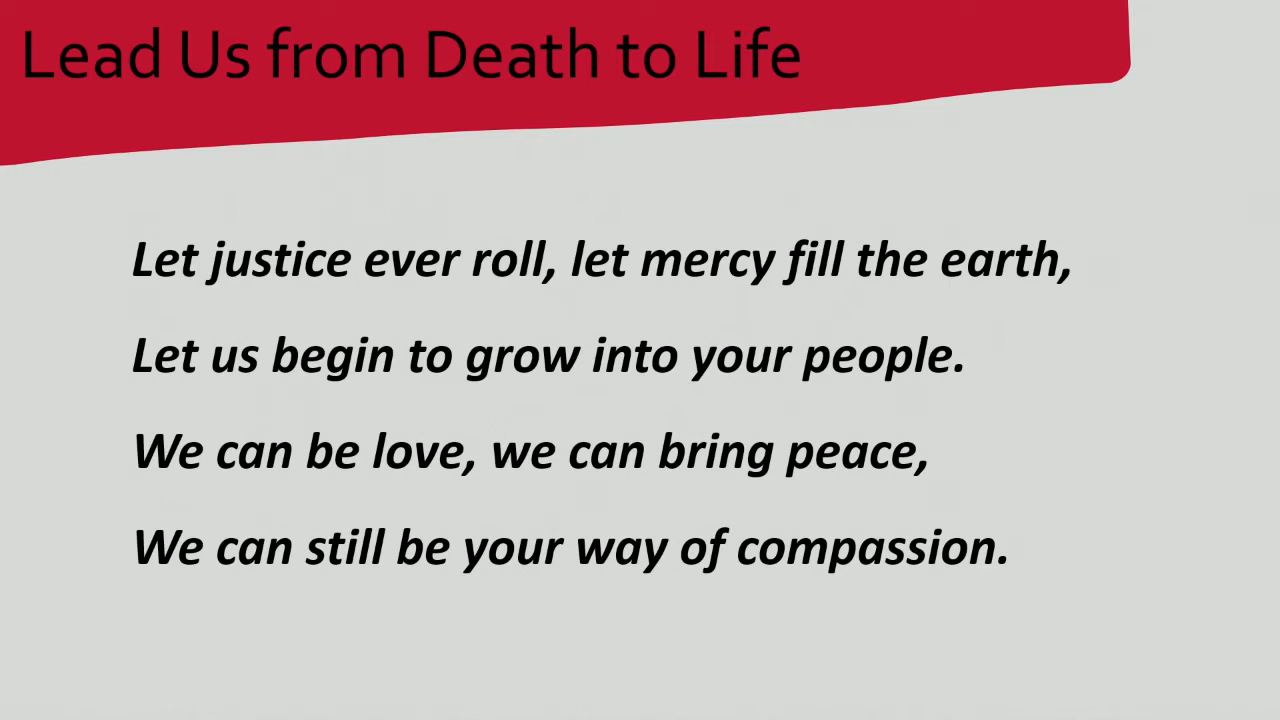 Lead Us from Death to Life
Let justice ever roll, let mercy fill the earth,
Let us begin to grow into your people.
We can be love, we can bring peace,
We can still be your way of compassion.